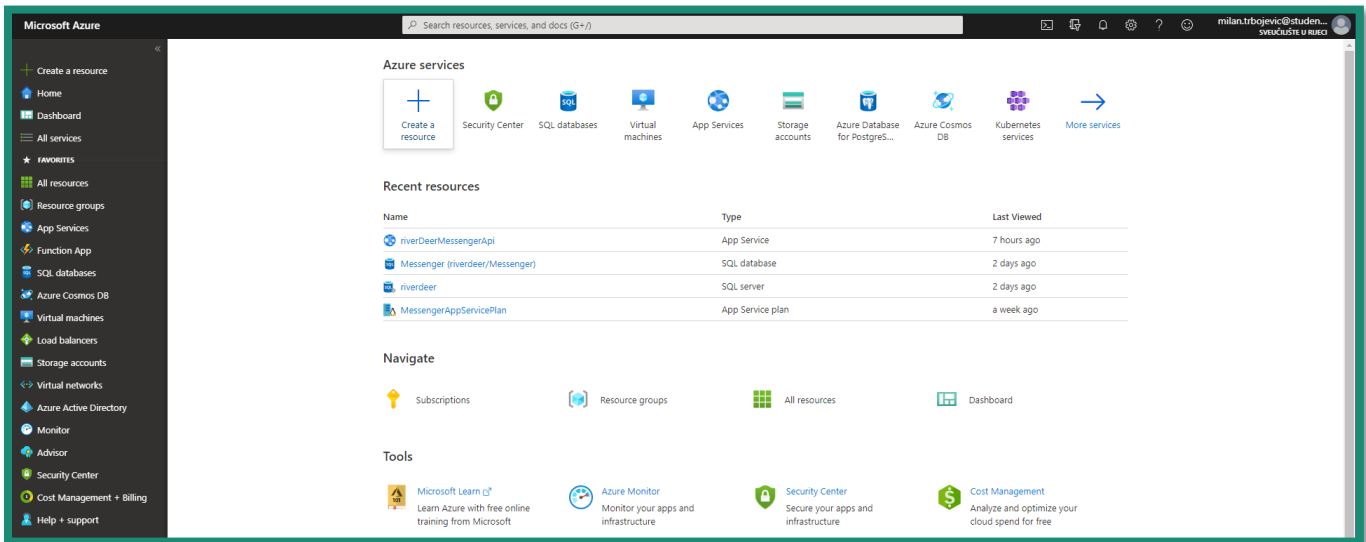 Microsoft Azure
Search resources, services, and docs (G+/)
milan.trbojevic@studen...
SVEUČILIŠTE U RIJECI
«
Create a resource
Home
Dashboard
All services
FAVORITES
All resources
Resource groups
App Services
Function App
SQL databases
Azure Cosmos DB
Virtual machines
Load balancers
Storage accounts
Virtual networks
Azure Active Directory
Monitor
Advisor
Security Center
Cost Management + Billing
Help + support
Azure services
Create a
resource
Security Center
SQL databases
Virtual
machines
App Services
Storage
accounts
Azure Database
for PostgreS...
Azure Cosmos
DB
Kubernetes
services
More services
Recent resources
Name Type Last Viewed
riverDeerMessengerApi App Service 7 hours ago
Messenger (riverdeer/Messenger) SQL database 2 days ago
riverdeer SQL server 2 days ago
MessengerAppServicePlan App Service plan a week ago
Navigate
Subscriptions Resource groups All resources Dashboard
Tools
Microsoft Learn
Learn Azure with free online
training from Microsoft
Azure Monitor
Monitor your apps and
infrastructure
Security Center
Secure your apps and
infrastructure
Cost Management
Analyze and optimize your
cloud spend for free